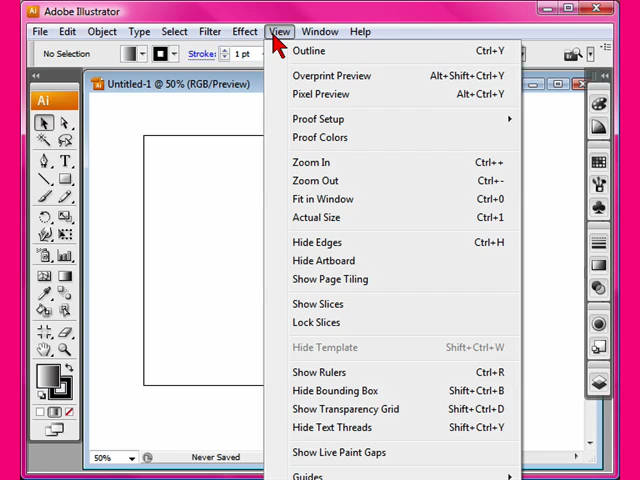 Adobe Illustrator
File Edit Object Type Select Filter Effect View Window Help
No Selection Stroke: 1 pt
Untitled-1 @ 50% (RGB/Preview)
Ai
Outline Ctrl+Y
Overprint Preview Alt+Shift+Ctrl+Y
Pixel Preview Alt+Ctrl+Y
Proof Setup
Proof Colors
Zoom In Ctrl++
Zoom Out Ctrl+-
Fit in Window Ctrl+0
Actual Size Ctrl+1
Hide Edges Ctrl+H
Hide Artboard
Show Page Tiling
Show Slices
Lock Slices
Hide Template Shift+Ctrl+W
Show Rulers Ctrl+R
Hide Bounding Box Shift+Ctrl+B
Show Transparency Grid Shift+Ctrl+D
Hide Text Threads Shift+Ctrl+Y
Show Live Paint Gaps
Guides
50% Never Saved